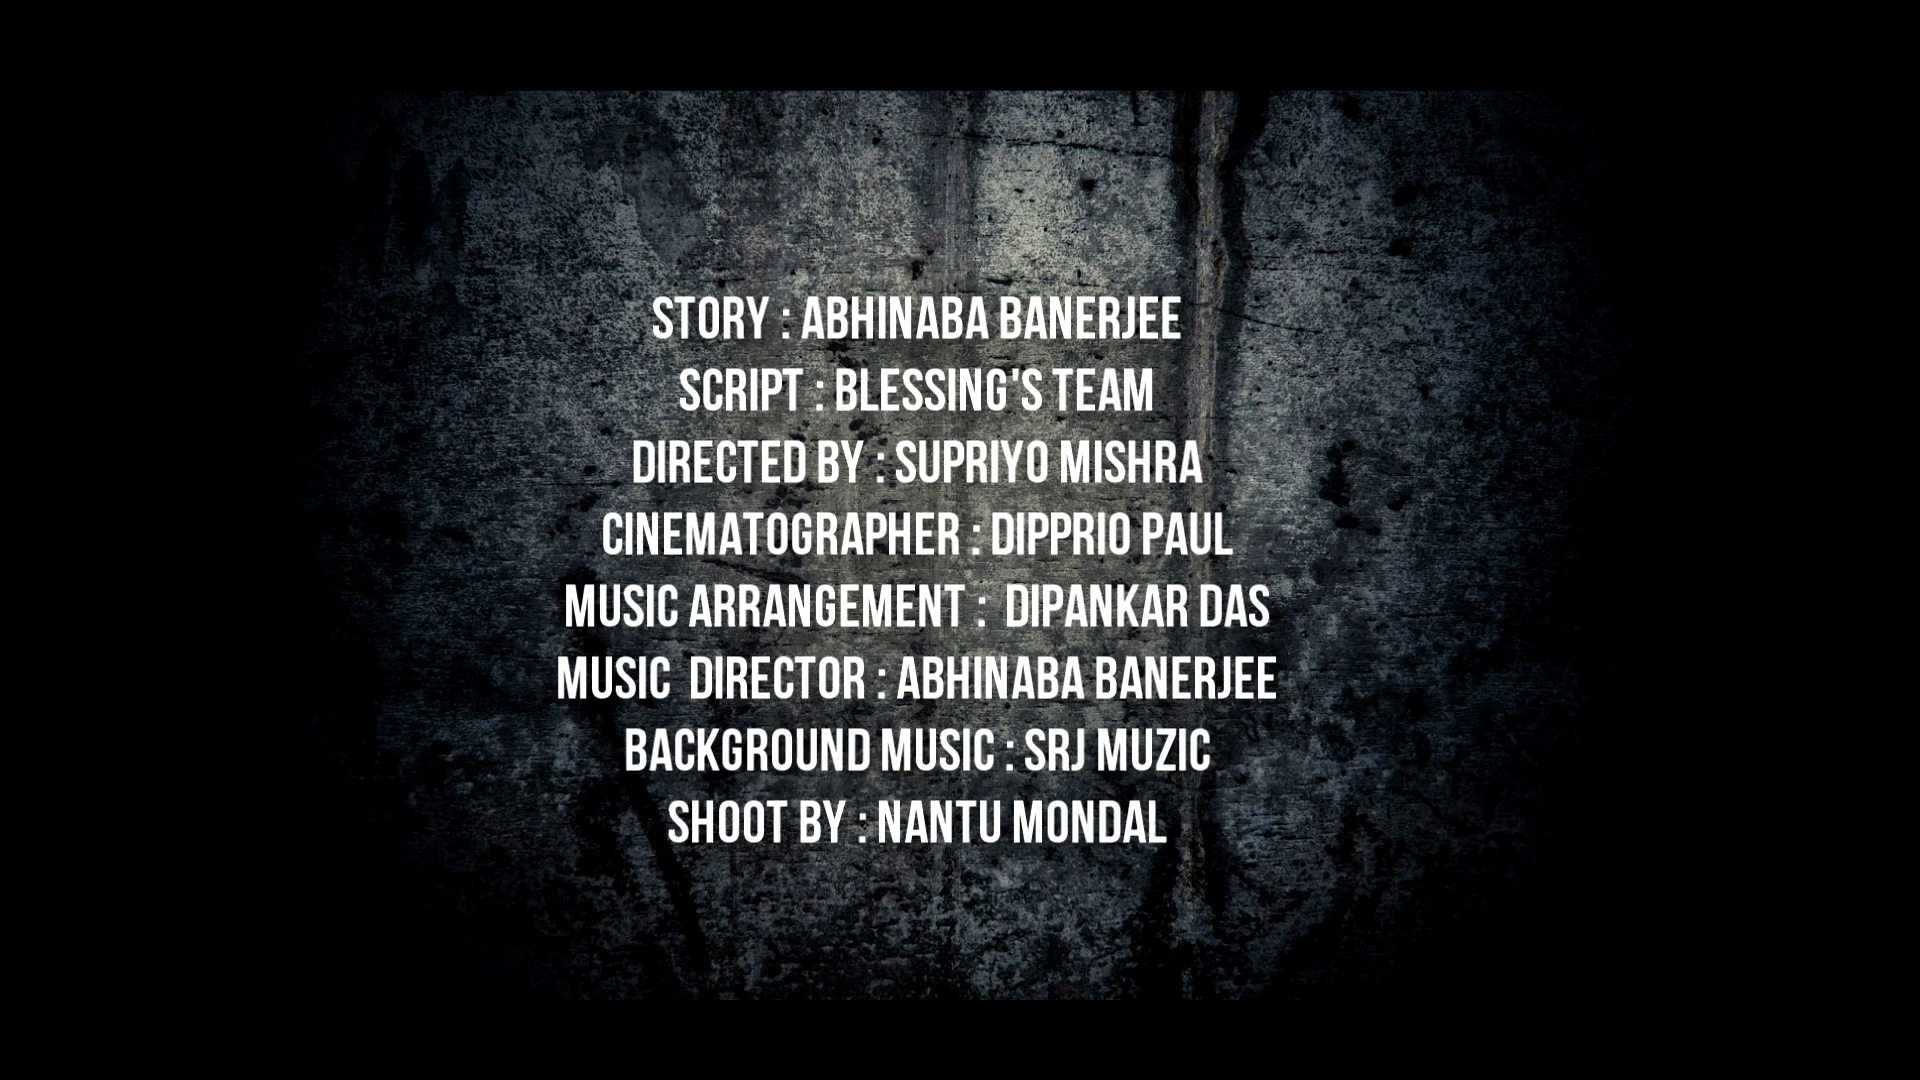 STORY : ABHINABA BANERJEE
SCRIPT : BLESSING'S TEAM
DIRECTED BY : SUPRIYO MISHRA
CINEMATOGRAPHER : DIPPRIO PAUL
MUSIC ARRANGEMENT :  DIPANKAR DAS
MUSIC  DIRECTOR : ABHINABA BANERJEE
BACKGROUND MUSIC : SRJ MUZIC
SHOOT BY : NANTU MONDAL